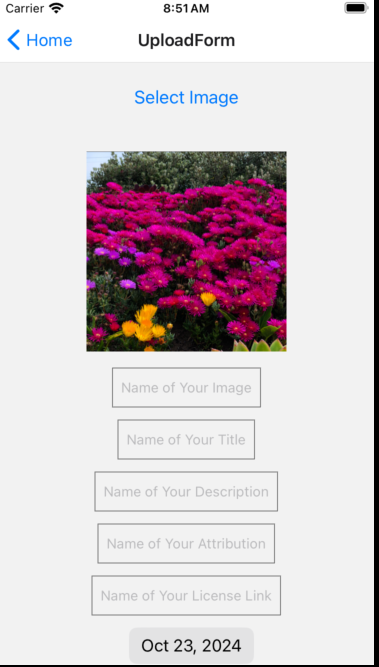 Carrier 8:51 AM
Home UploadForm
Select Image
Name of Your Image
Name of Your Title
Name of Your Description
Name of Your Attribution
Name of Your License Link
Oct 23, 2024